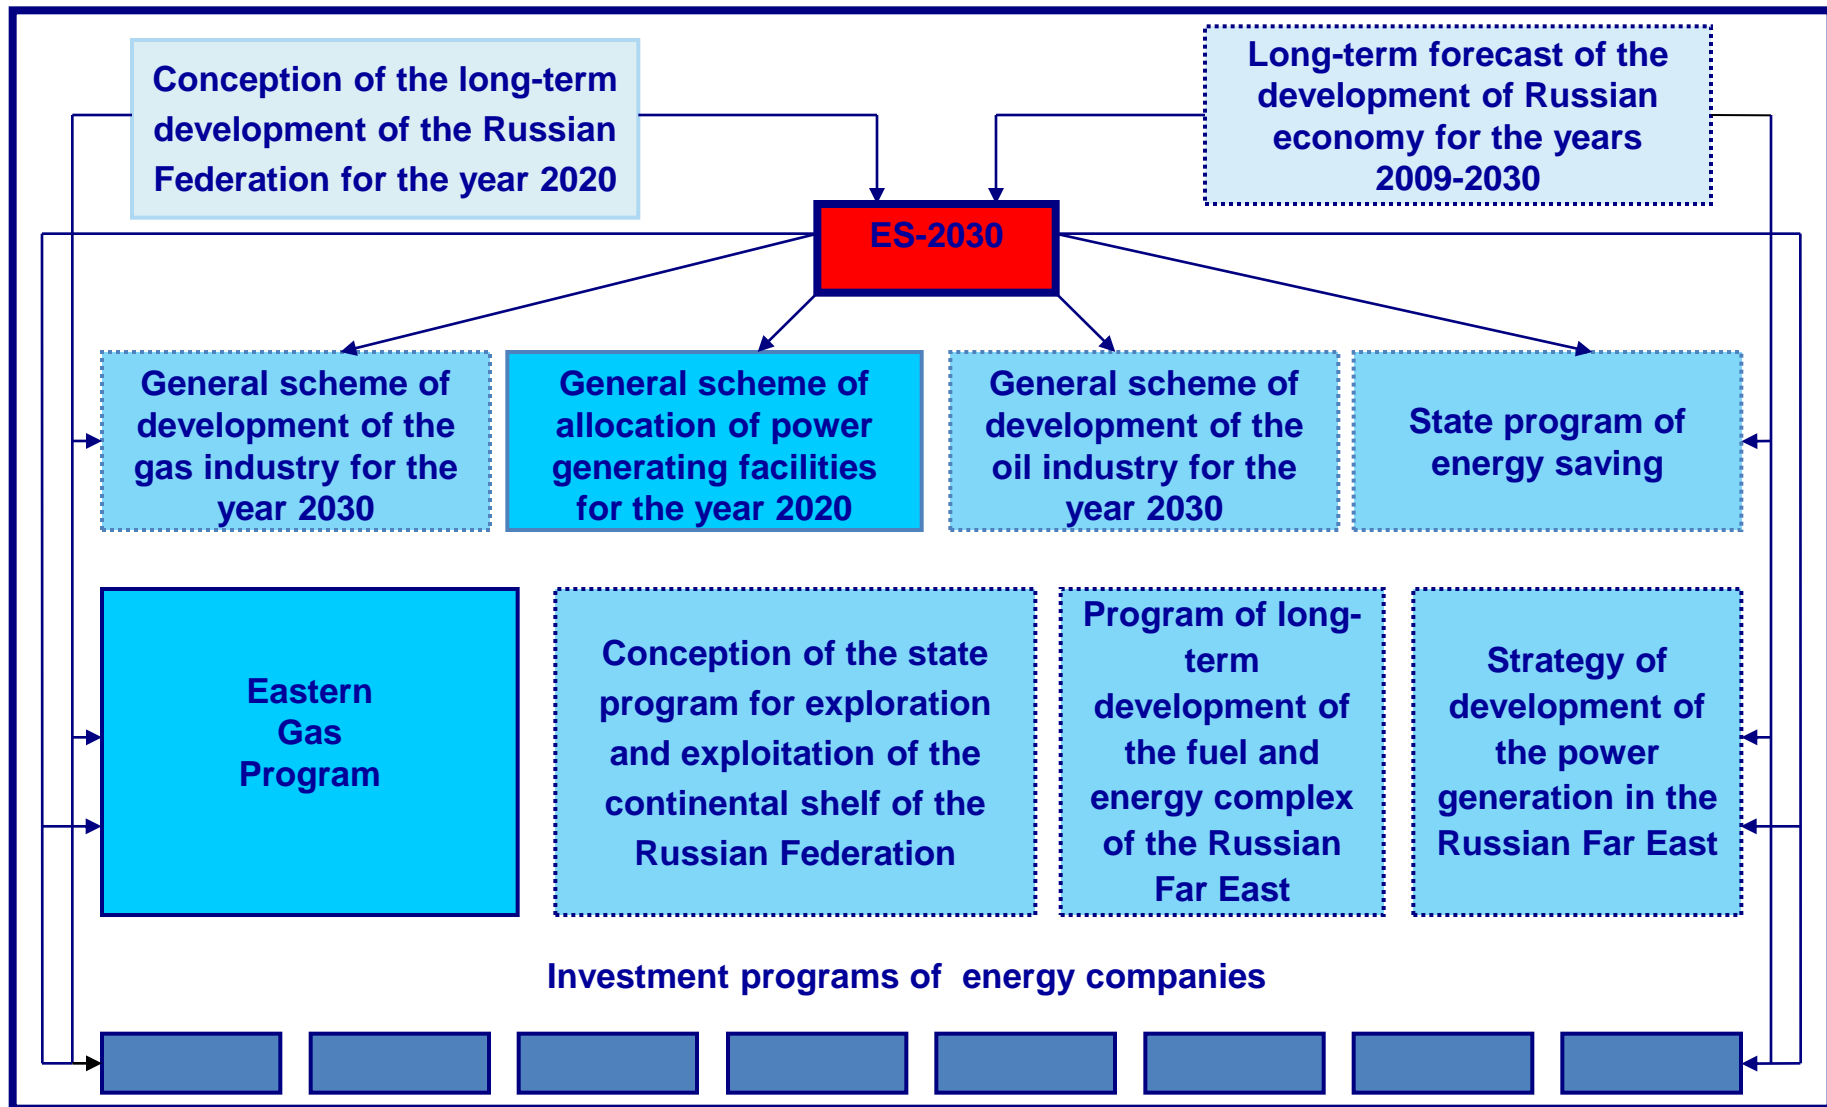 Conception of the long-term
development of the Russian
Federation for the year 2020
Long-term forecast of the
development of Russian
economy for the years
2009-2030
ES-2030
General scheme of
development of the
gas industry for the
year 2030
General scheme of
allocation of power
generating facilities
for the year 2020
General scheme of
development of the
oil industry for the
year 2030
State program of
energy saving
Eastern
Gas
Program
Conception of the state
program for exploration
and exploitation of the
continental shelf of the
Russian Federation
Program of long-
term
development of
the fuel and
energy complex
of the Russian
Far East
Strategy of
development of
the power
generation in the
Russian Far East
Investment programs of  energy companies